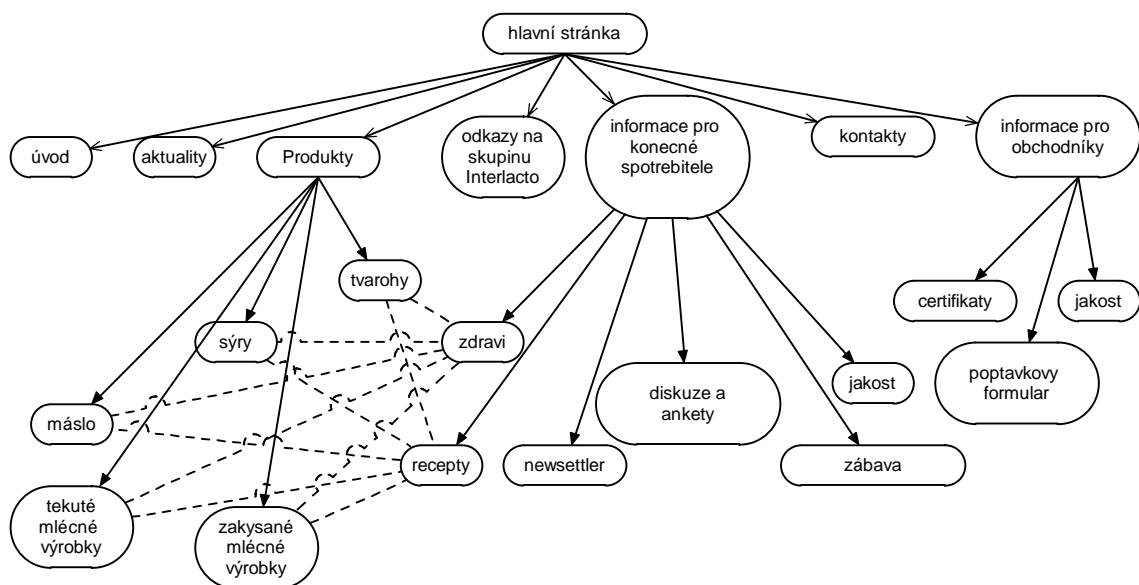 hlavní stránka
úvod
aktuality
Produkty
odkazy na
skupinu
Interlacto
informace pro
konecné
spotrebitele
kontakty
informace pro
obchodníky
tvarohy
certifikaty
jakost
sýry
zdravi
poptavkovy
formular
máslo
diskuze a
ankety
jakost
recepty
newsettler
zábava
tekuté
mlécné
výrobky
zakysané
mlécné
výrobky